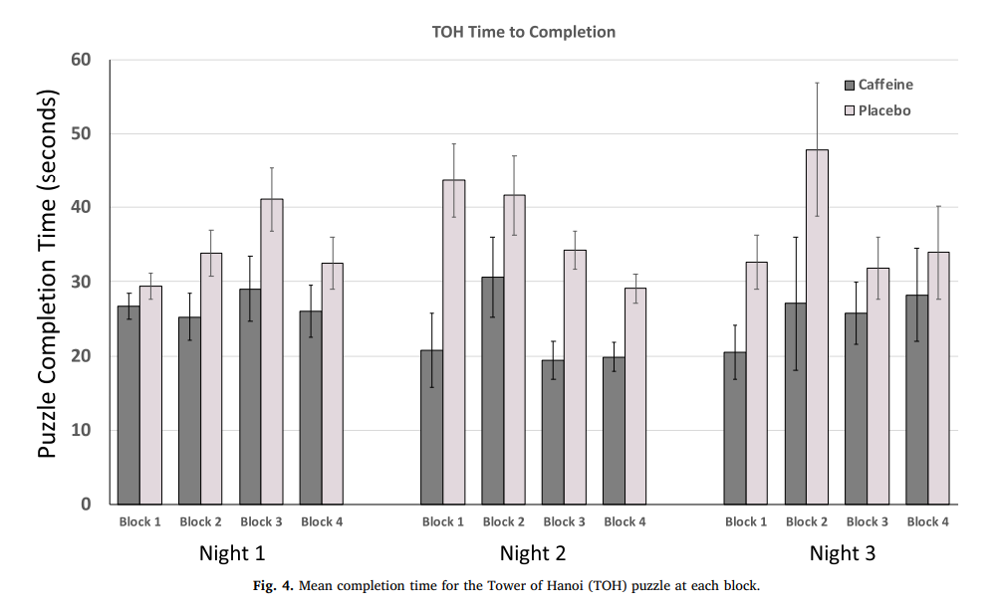 TOH Time to Completion
Puzzle Completion Time (seconds)
60
50
40
30
20
10
0
Caffeine
Placebo
Block 1 Block 2 Block 3 Block 4 Block 1 Block 2 Block 3 Block 4 Block 1 Block 2 Block 3 Block 4
Night 1 Night 2 Night 3
Fig. 4. Mean completion time for the Tower of Hanoi (TOH) puzzle at each block.